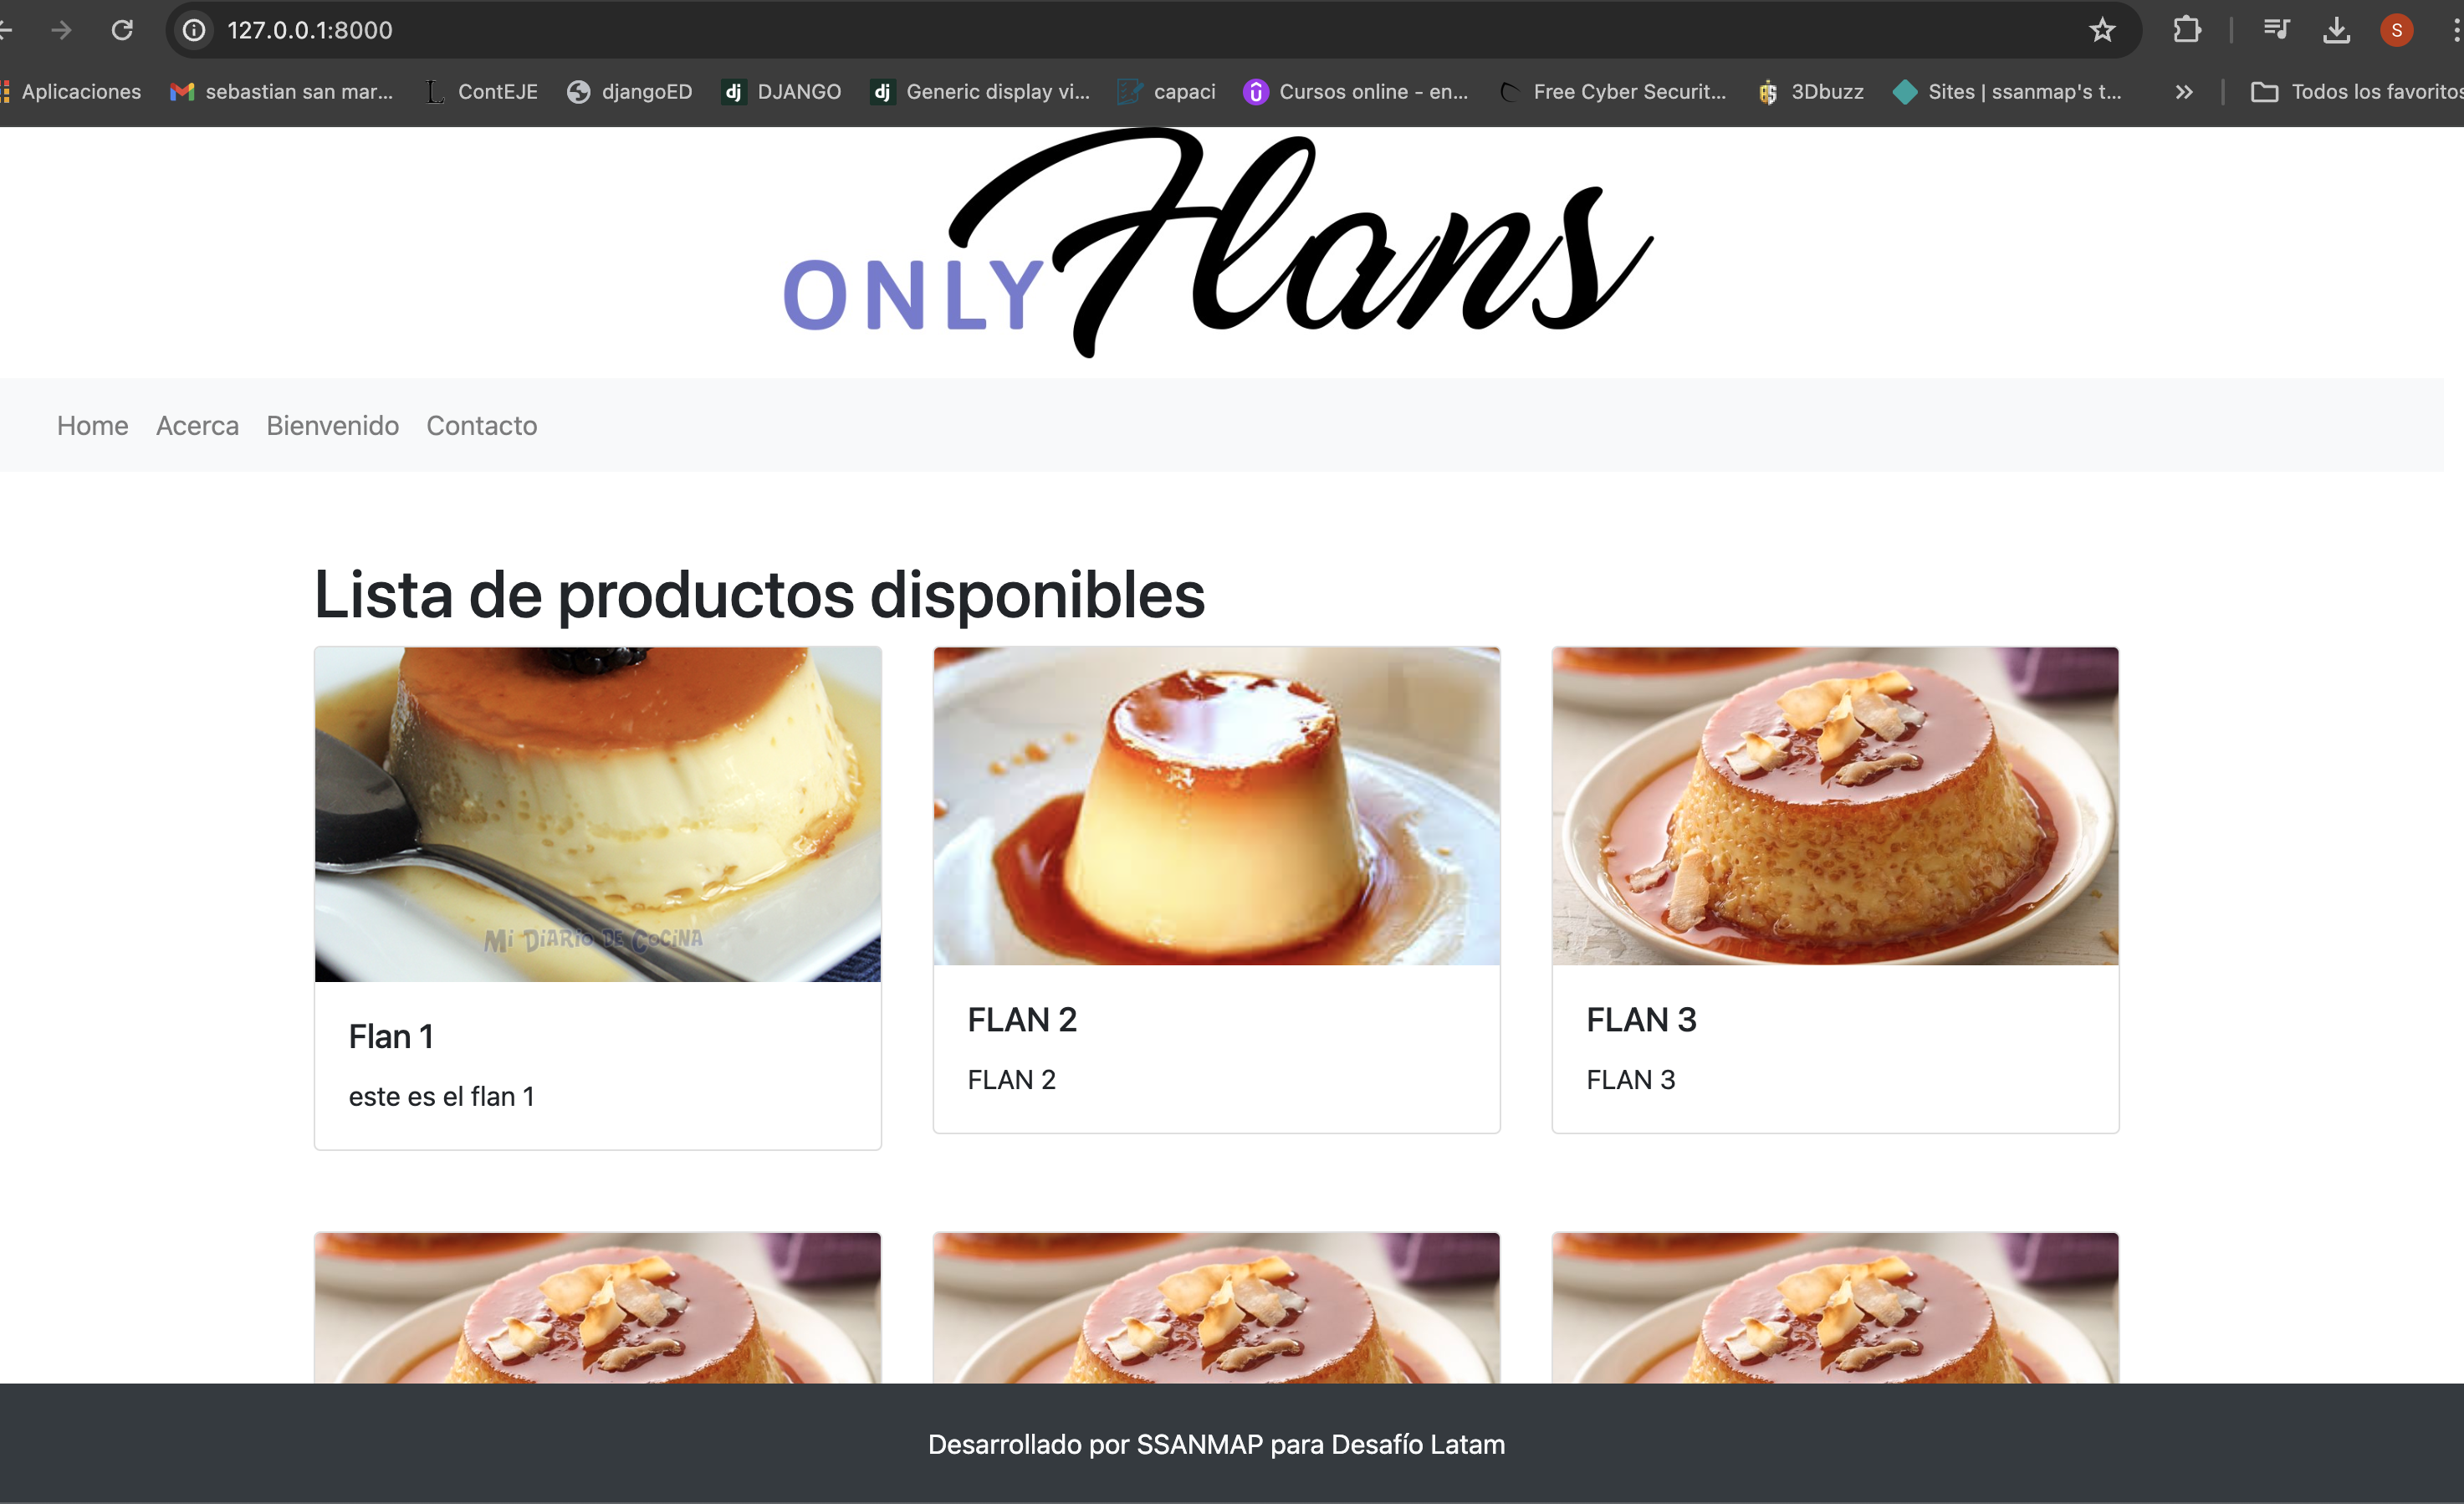 127.0.0.1:8000
S
Aplicaciones
sebastian san mar...
L ContEJE
djangoED
dj DJANGO
dj Generic display vi...
capaci
û Cursos online - en...
Free Cyber Securit...
3Dbuzz
Sites | ssanmap's t...
Todos los favoritos
ONLY Flans
Home Acerca Bienvenido Contacto
Lista de productos disponibles
Mi DiARio DE CoCiNA
Flan 1
este es el flan 1
FLAN 2
FLAN 2
FLAN 3
FLAN 3
Desarrollado por SSANMAP para Desafío Latam